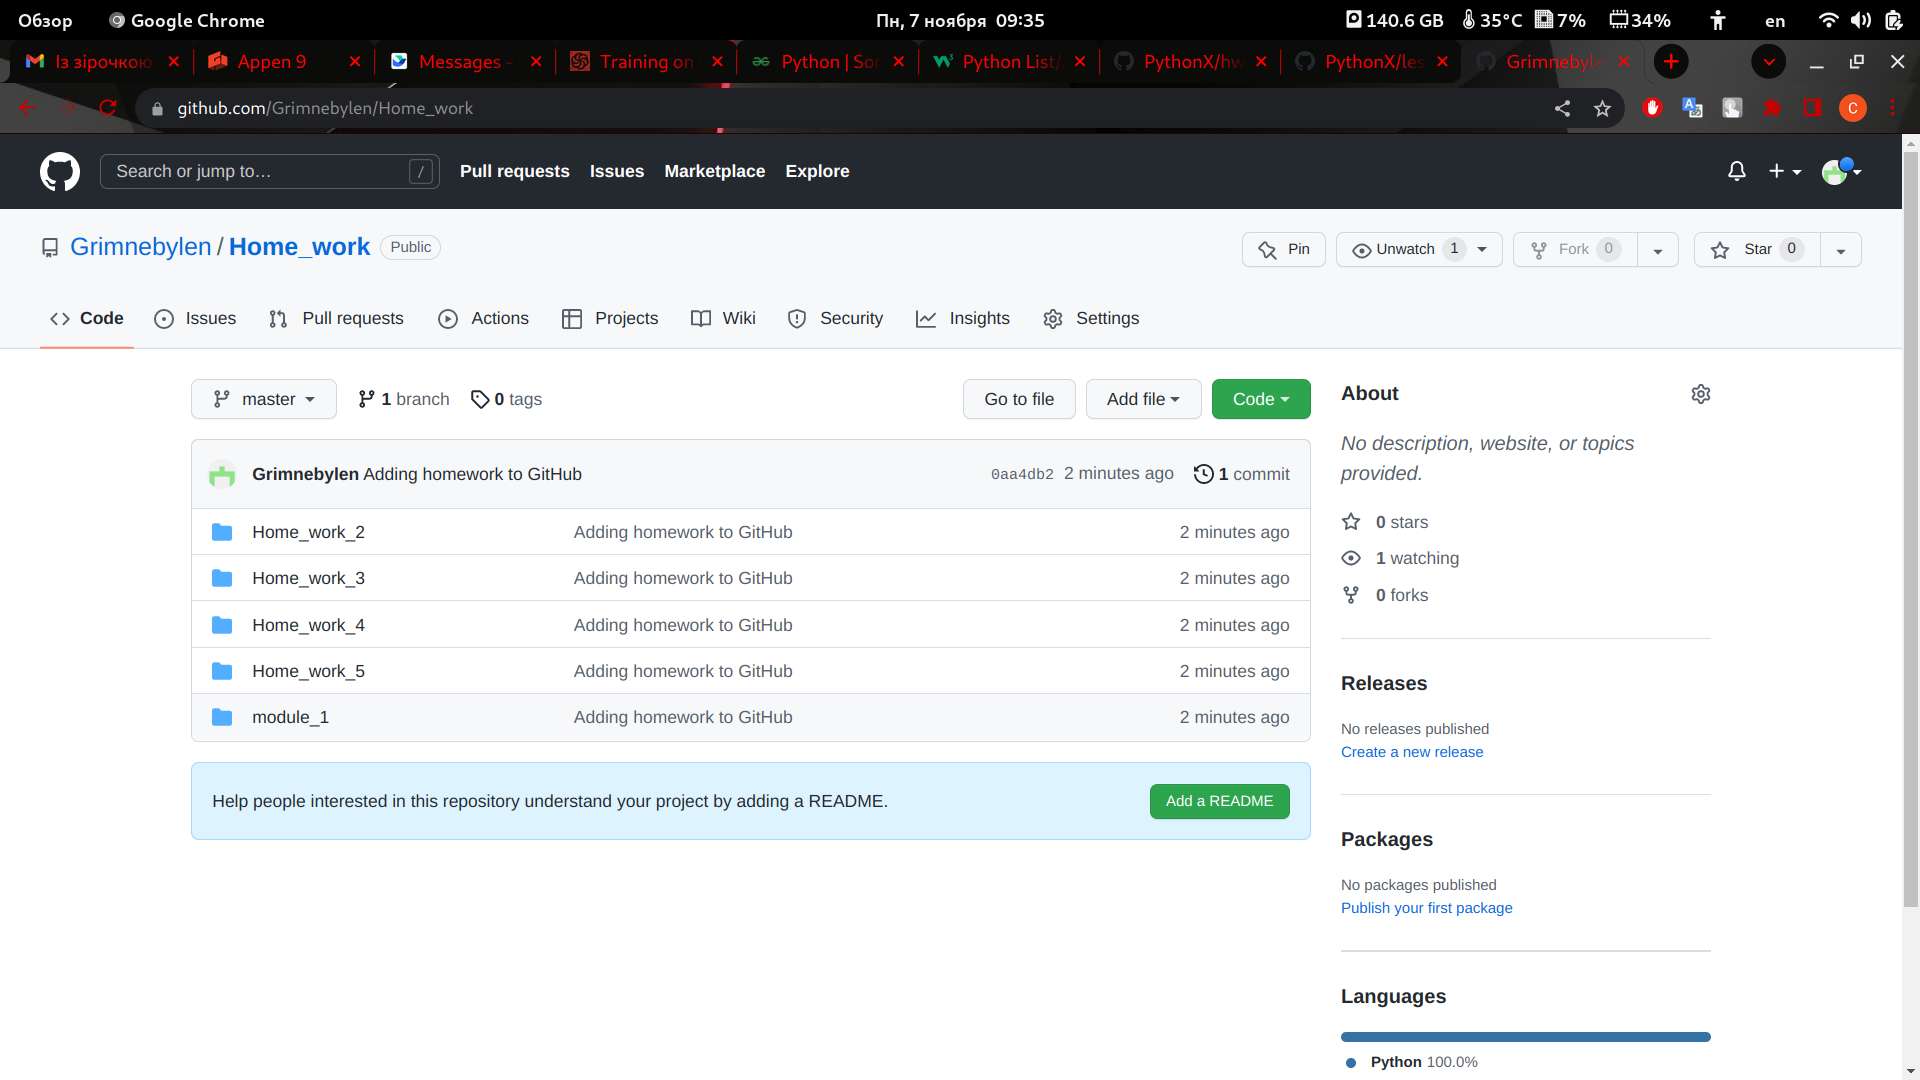 Обзор Google Chrome Пн, 7 ноября 09:35 140.6 GB 35°C 7% 34% en
Із зірочкою Appen 9 Messages - Training on Python | Sor Python List/ PythonX/hw PythonX/les Grimnebyle
github.com/Grimnebylen/Home_work C
Search or jump to… / Pull requests Issues Marketplace Explore
Grimnebylen / Home_work Public Pin Unwatch 1 Fork 0 Star 0
Code Issues Pull requests Actions Projects Wiki Security Insights Settings
master 1 branch 0 tags Go to file Add file Code
Grimnebylen Adding homework to GitHub 0aa4db2 2 minutes ago 1 commit
Home_work_2 Adding homework to GitHub 2 minutes ago
Home_work_3 Adding homework to GitHub 2 minutes ago
Home_work_4 Adding homework to GitHub 2 minutes ago
Home_work_5 Adding homework to GitHub 2 minutes ago
module_1 Adding homework to GitHub 2 minutes ago
Help people interested in this repository understand your project by adding a README. Add a README
About
No description, website, or topics
provided.
0 stars
1 watching
0 forks
Releases
No releases published
Create a new release
Packages
No packages published
Publish your first package
Languages
Python 100.0%